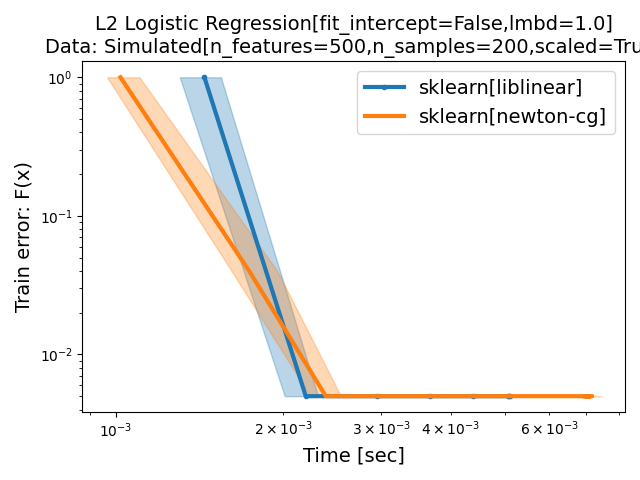 L2 Logistic Regression[fit_intercept=False,lmbd=1.0]
Data: Simulated[n_features=500,n_samples=200,scaled=Tru
sklearn[liblinear]
sklearn[newton-cg]
Train error: F(x)
10⁰
10⁻¹
10⁻²
10⁻³
2 × 10⁻³
3 × 10⁻³
4 × 10⁻³
6 × 10⁻³
Time [sec]